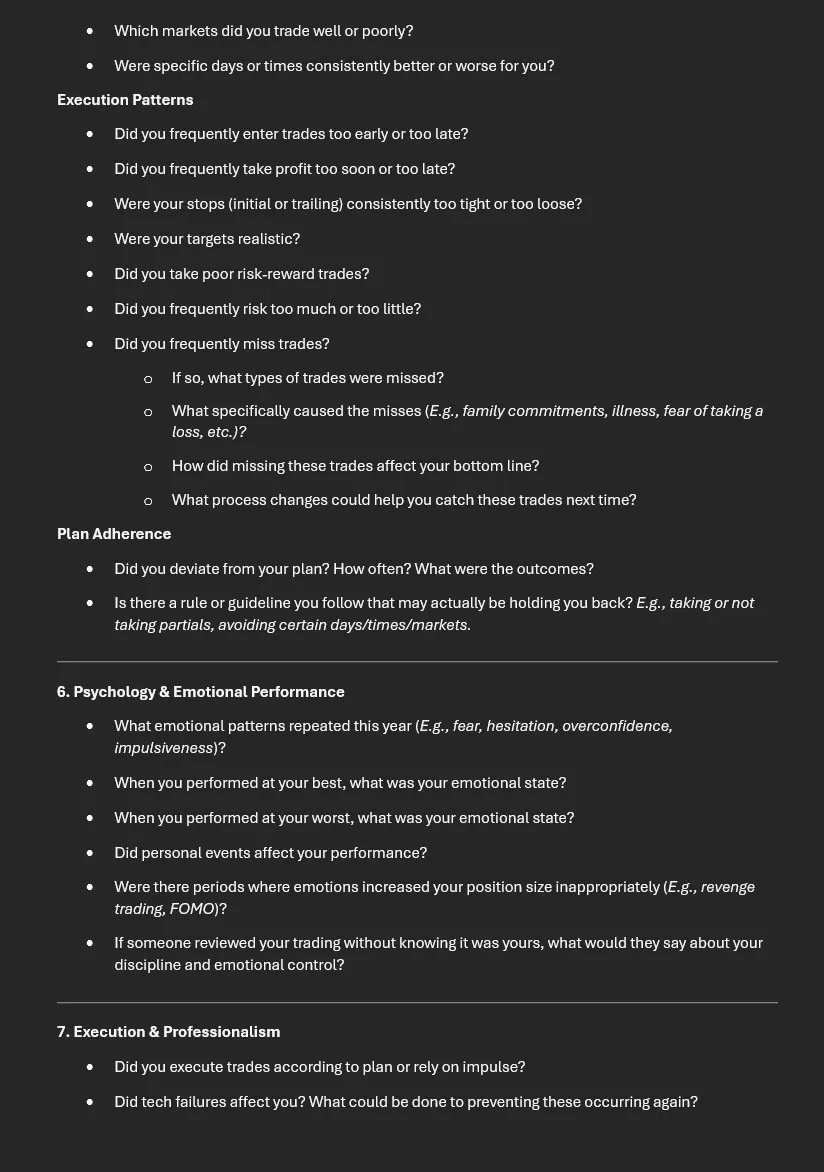 • Which markets did you trade well or poorly?
• Were specific days or times consistently better or worse for you?
Execution Patterns
• Did you frequently enter trades too early or too late?
• Did you frequently take profit too soon or too late?
• Were your stops (initial or trailing) consistently too tight or too loose?
• Were your targets realistic?
• Did you take poor risk-reward trades?
• Did you frequently risk too much or too little?
• Did you frequently miss trades?
o If so, what types of trades were missed?
o What specifically caused the misses (E.g., family commitments, illness, fear of taking a
loss, etc.)?
o How did missing these trades affect your bottom line?
o What process changes could help you catch these trades next time?
Plan Adherence
• Did you deviate from your plan? How often? What were the outcomes?
• Is there a rule or guideline you follow that may actually be holding you back? E.g., taking or not
taking partials, avoiding certain days/times/markets.
6. Psychology & Emotional Performance
• What emotional patterns repeated this year (E.g., fear, hesitation, overconfidence,
impulsiveness)?
• When you performed at your best, what was your emotional state?
• When you performed at your worst, what was your emotional state?
• Did personal events affect your performance?
• Were there periods where emotions increased your position size inappropriately (E.g., revenge
trading, FOMO)?
• If someone reviewed your trading without knowing it was yours, what would they say about your
discipline and emotional control?
7. Execution & Professionalism
• Did you execute trades according to plan or rely on impulse?
• Did tech failures affect you? What could be done to preventing these occurring again?